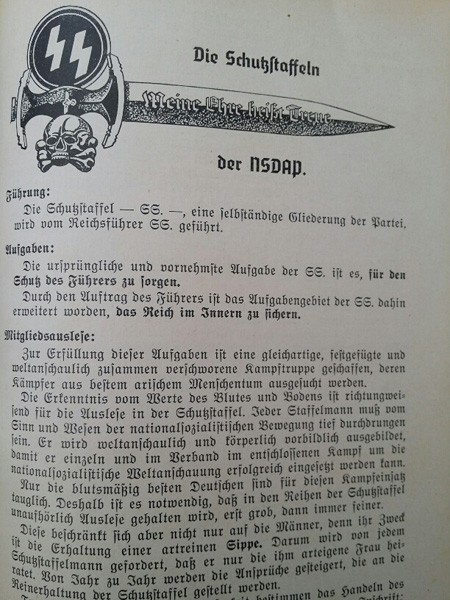 Die Schutzstaffeln
Meine Ehre heißt Treue
der NSDAP.
Führung:
Die Schutzstaffel — SS. —, eine selbständige Gliederung der Partei,
wird vom Reichsführer SS. geführt.
Aufgaben:
Die ursprüngliche und vornehmste Aufgabe der SS. ist es, für den
Schutz des Führers zu sorgen.
Durch den Auftrag des Führers ist das Aufgabengebiet der SS. dahin
erweitert worden, das Reich im Innern zu sichern.
Mitgliedsauslese:
Zur Erfüllung dieser Aufgaben ist eine gleichartige, festgefügte und
weltanschaulich zusammen verschworene Kampftruppe geschaffen, deren
Kämpfer aus bestem arischem Menschentum ausgesucht werden.
Die Erkenntnis vom Werte des Blutes und Bodens ist richtungwei-
send für die Auslese in der Schutzstaffel. Jeder Staffelmann muß vom
Sinn und Wesen der nationalsozialistischen Bewegung tief durchdrungen
sein. Er wird weltanschaulich und körperlich vorbildlich ausgebildet,
damit er einzeln und im Verband im entschlossenen Kampf um die
nationalsozialistische Weltanschauung erfolgreich eingesetzt werden kann.
Nur die blutsmäßig besten Deutschen sind für diesen Kampfeinsatz
tauglich. Deshalb ist es notwendig, daß in den Reihen der Schutzstaffel
unaufhörlich Auslese gehalten wird, erst grob, dann immer feiner.
Diese beschränkt sich aber nicht nur auf die Männer, denn ihr Zweck
ist die Erhaltung einer artreinen Sippe. Darum wird von jedem
Schutzstaffelmann gefordert, daß er nur die ihm arteigene Frau hei-
ratet. Von Jahr zu Jahr werden die Ansprüche gesteigert, die an die
Reinerhaltung der Schutzstaffel gestellt werden.
bestimmen das Handeln des